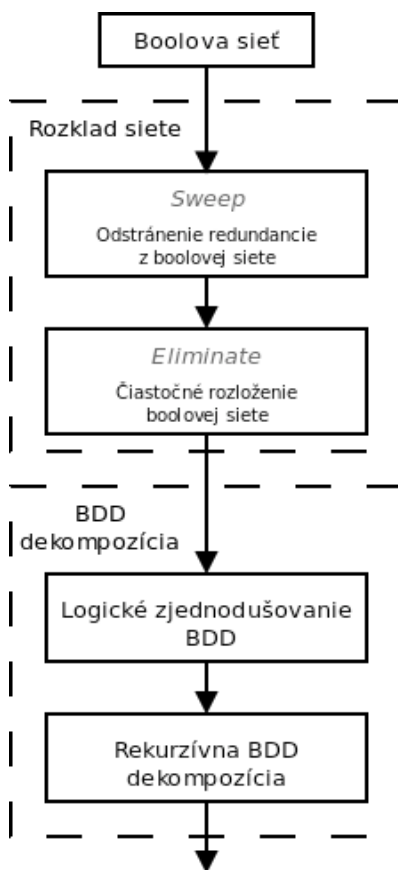 Boolova sieť
Rozklad siete
Sweep
Odstránenie redundancie
z boolovej siete
Eliminate
Čiastočné rozloženie
boolovej siete
BDD
dekompozícia
Logické zjednodušovanie
BDD
Rekurzívna BDD
dekompozícia